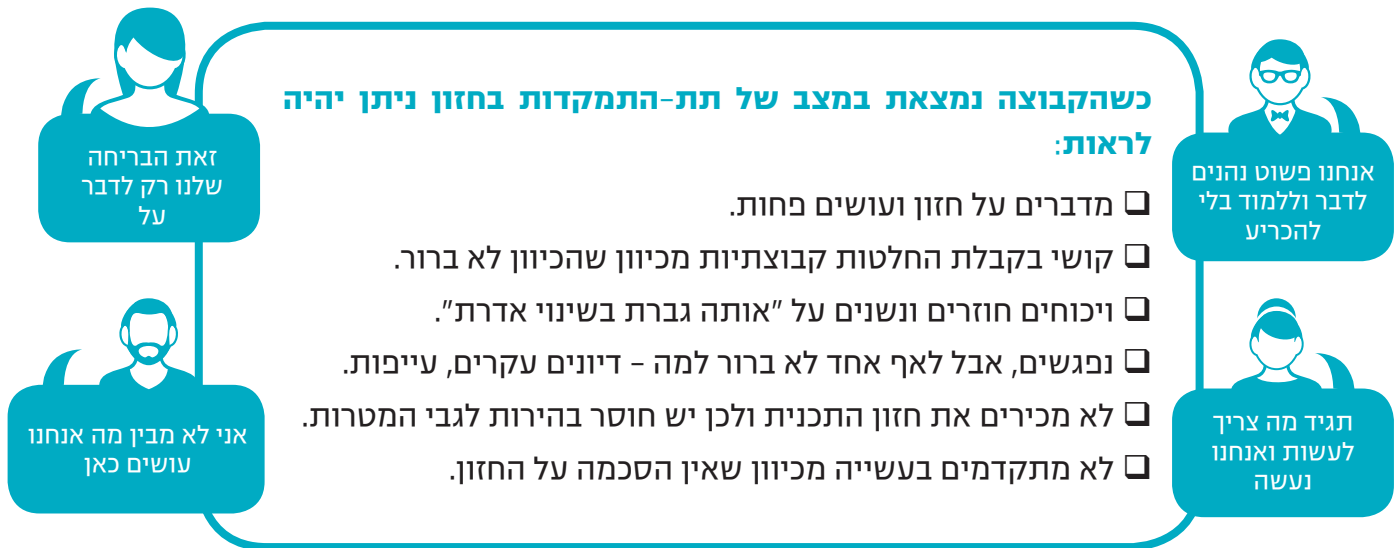 כשהקבוצה נמצאת במצב של תת-התמקדות בחזון ניתן יהיה
לראות:
❑ מדברים על חזון ועושים פחות.
❑ קושי בקבלת החלטות קבוצתיות מכיוון שהכיוון לא ברור.
❑ ויכוחים חוזרים ונשנים על "אותה גברת בשינוי אדרת".
❑ נפגשים, אבל לאף אחד לא ברור למה – דיונים עקרים, עייפות.
❑ לא מכירים את חזון התכנית ולכן יש חוסר בהירות לגבי המטרות.
❑ לא מתקדמים בעשייה מכיוון שאין הסכמה על החזון.
אנחנו פשוט נהנים
לדבר וללמוד בלי
להכריע
תגיד מה צריך
לעשות ואנחנו
נעשה
זאת הבריחה
שלנו רק לדבר
על
אני לא מבין מה אנחנו
עושים כאן